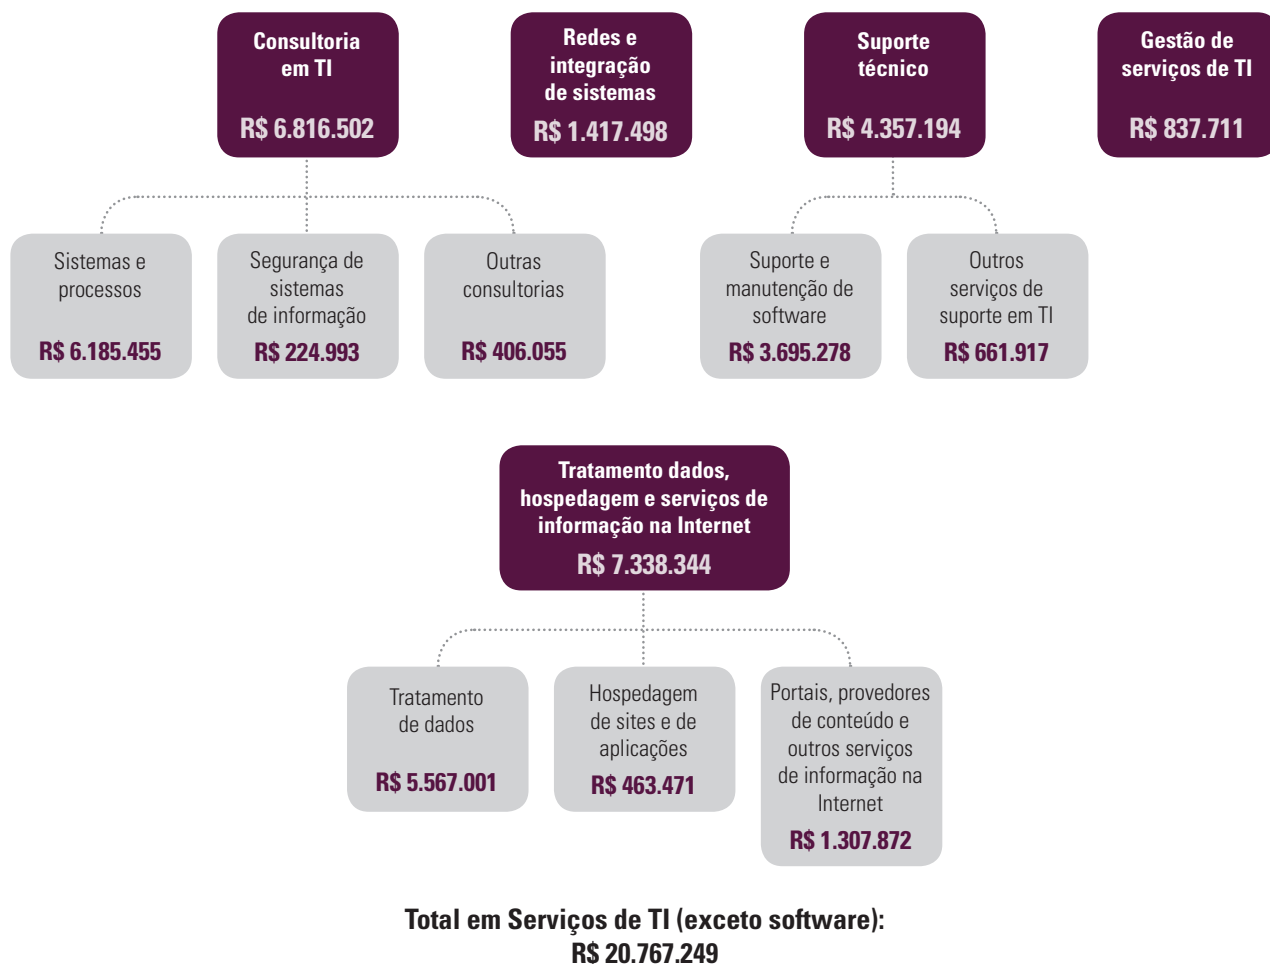 Consultoria
em TI
R$ 6.816.502
Redes e
integração
de sistemas
R$ 1.417.498
Suporte
técnico
R$ 4.357.194
Gestão de
serviços de TI
R$ 837.711
Sistemas e
processos
R$ 6.185.455
Segurança de
sistemas
de informação
R$ 224.993
Outras
consultorias
R$ 406.055
Suporte e
manutenção de
software
R$ 3.695.278
Outros
serviços de
suporte em TI
R$ 661.917
Tratamento dados,
hospedagem e serviços de
informação na Internet
R$ 7.338.344
Tratamento
de dados
R$ 5.567.001
Hospedagem
de sites e de
aplicações
R$ 463.471
Portais, provedores
de conteúdo e
outros serviços
de informação na
Internet
R$ 1.307.872
Total em Serviços de TI (exceto software):
R$ 20.767.249